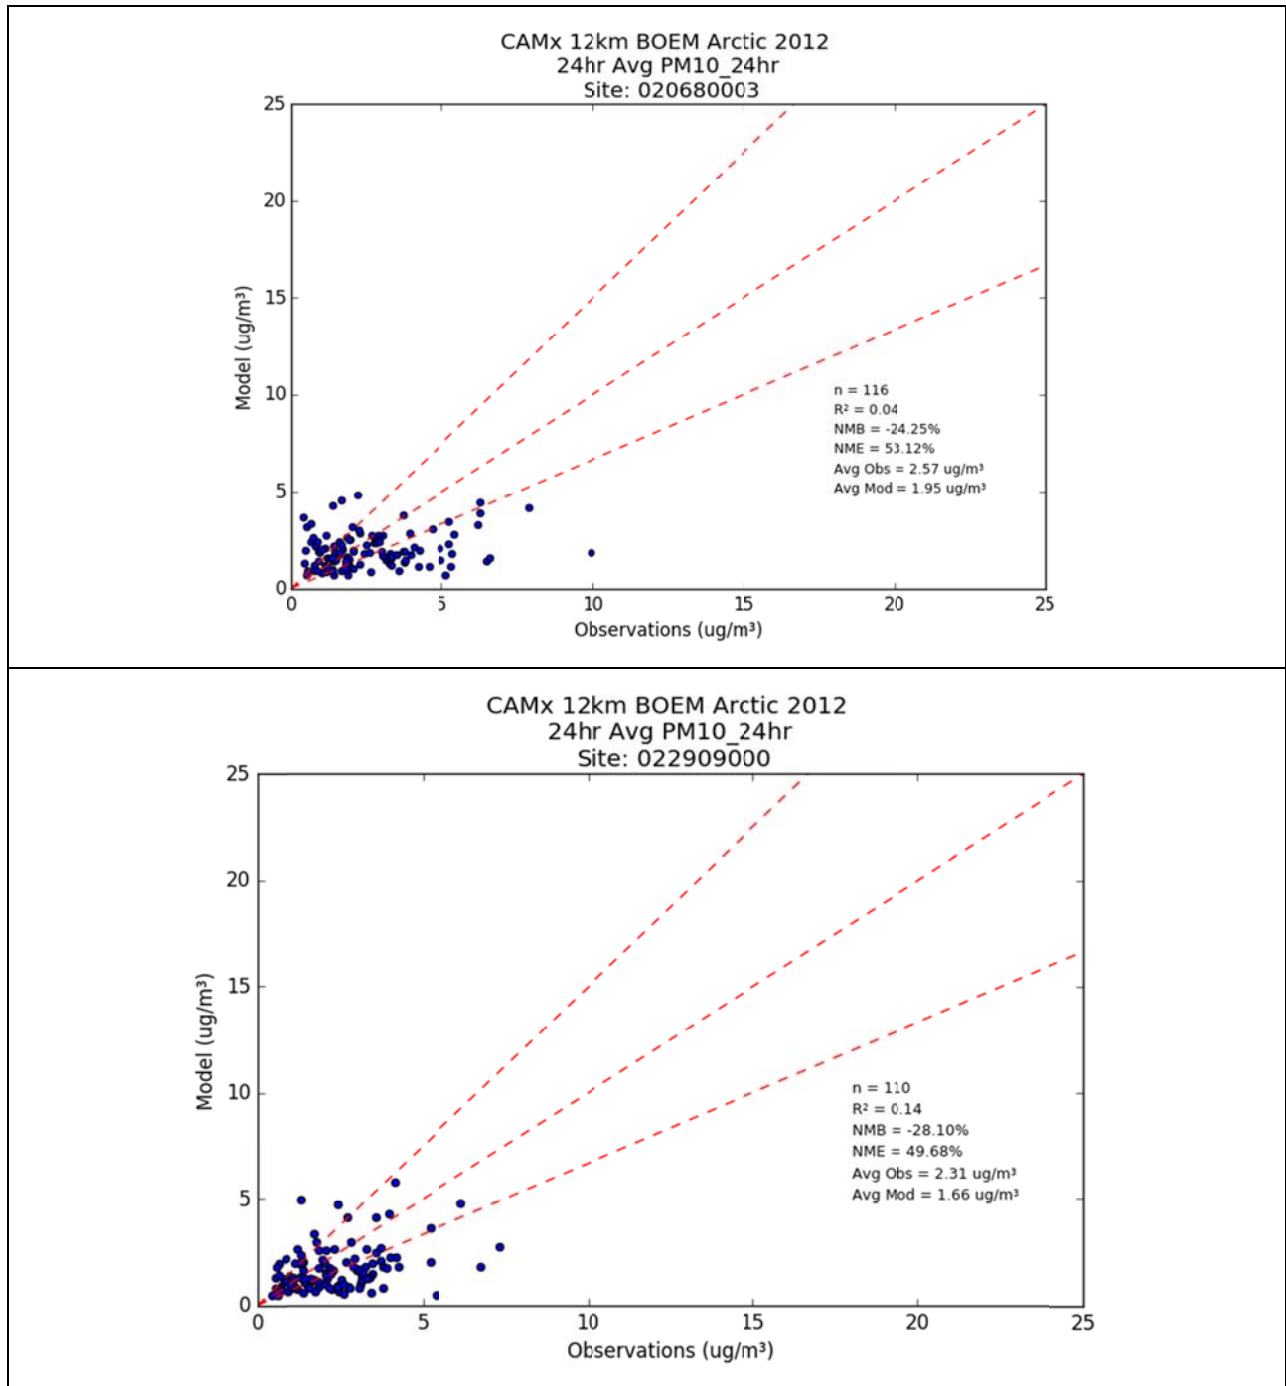 CAMx 12km BOEM Arctic 2012
24hr Avg PM10_24hr
Site: 020680003
25
20
15
10
5
0
Model (ug/m³)
n = 116
R² = 0.04
NMB = -24.25%
NME = 53.12%
Avg Obs = 2.57 ug/m³
Avg Mod = 1.95 ug/m³
0 5 10 15 20 25
Observations (ug/m³)
CAMx 12km BOEM Arctic 2012
24hr Avg PM10_24hr
Site: 022909000
25
20
15
10
5
0
Model (ug/m³)
n = 110
R² = 0.14
NMB = -28.10%
NME = 49.68%
Avg Obs = 2.31 ug/m³
Avg Mod = 1.66 ug/m³
0 5 10 15 20 25
Observations (ug/m³)